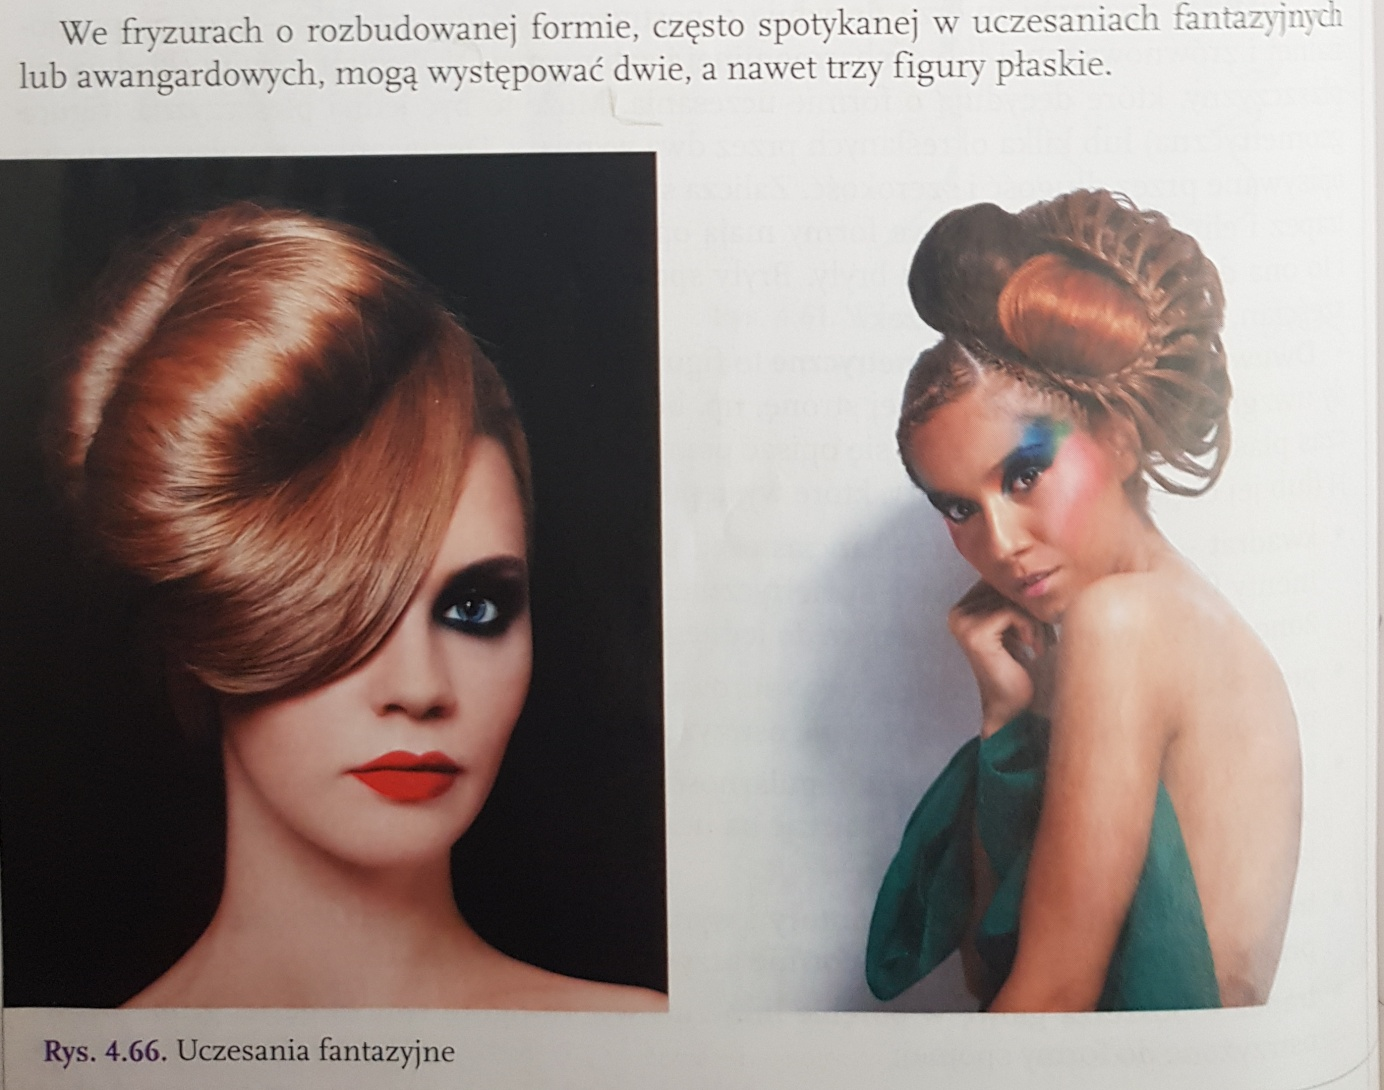 We fryzurach o rozbudowanej formie, często spotykanej w uczesaniach fantazyjnych
lub awangardowych, mogą występować dwie, a nawet trzy figury płaskie.
Rys. 4.66. Uczesania fantazyjne